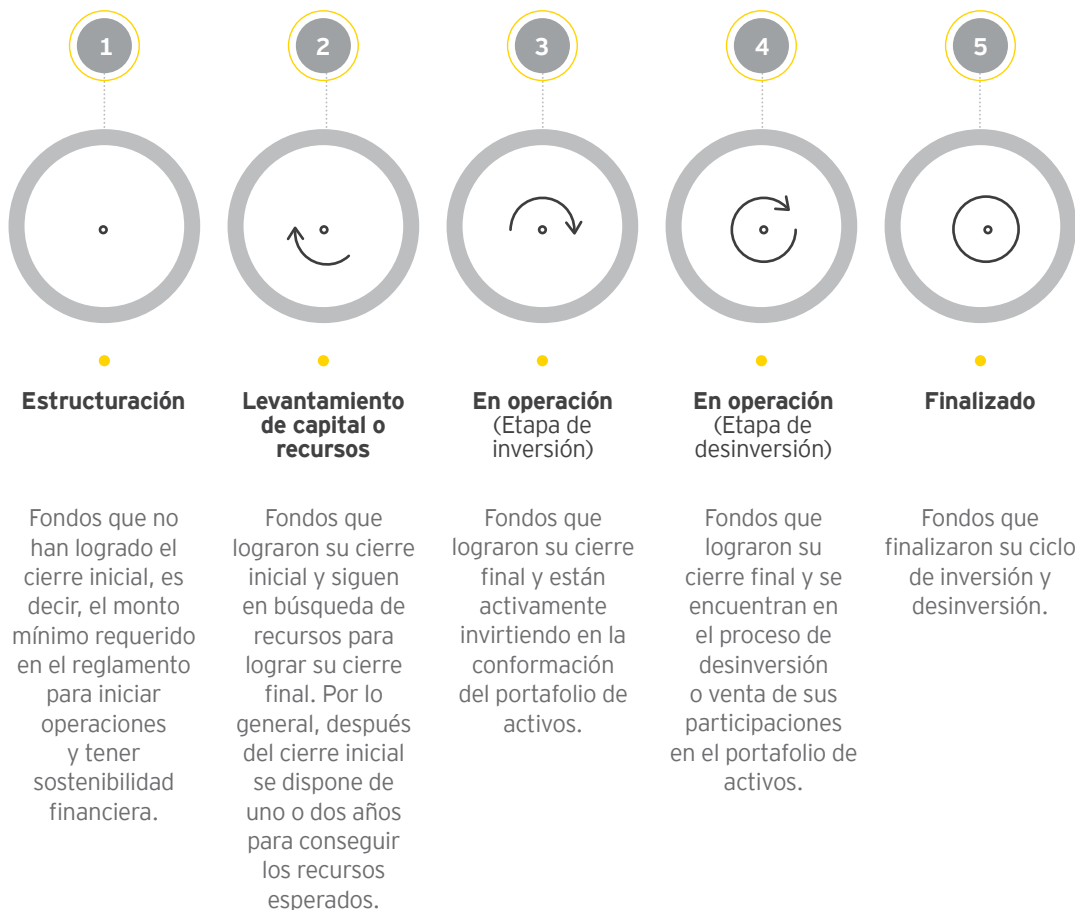 1
2
3
4
5
Estructuración
Levantamiento
de capital o
recursos
En operación
(Etapa de
inversión)
En operación
(Etapa de
desinversión)
Finalizado
Fondos que no
han logrado el
cierre inicial, es
decir, el monto
mínimo requerido
en el reglamento
para iniciar
operaciones
y tener
sostenibilidad
financiera.
Fondos que
lograron su cierre
inicial y siguen
en búsqueda de
recursos para
lograr su cierre
final. Por lo
general, después
del cierre inicial
se dispone de
uno o dos años
para conseguir
los recursos
esperados.
Fondos que
lograron su cierre
final y están
activamente
invirtiendo en la
conformación
del portafolio de
activos.
Fondos que
lograron su
cierre final y se
encuentran en
el proceso de
desinversión
o venta de sus
participaciones
en el portafolio de
activos.
Fondos que
finalizaron su ciclo
de inversión y
desinversión.